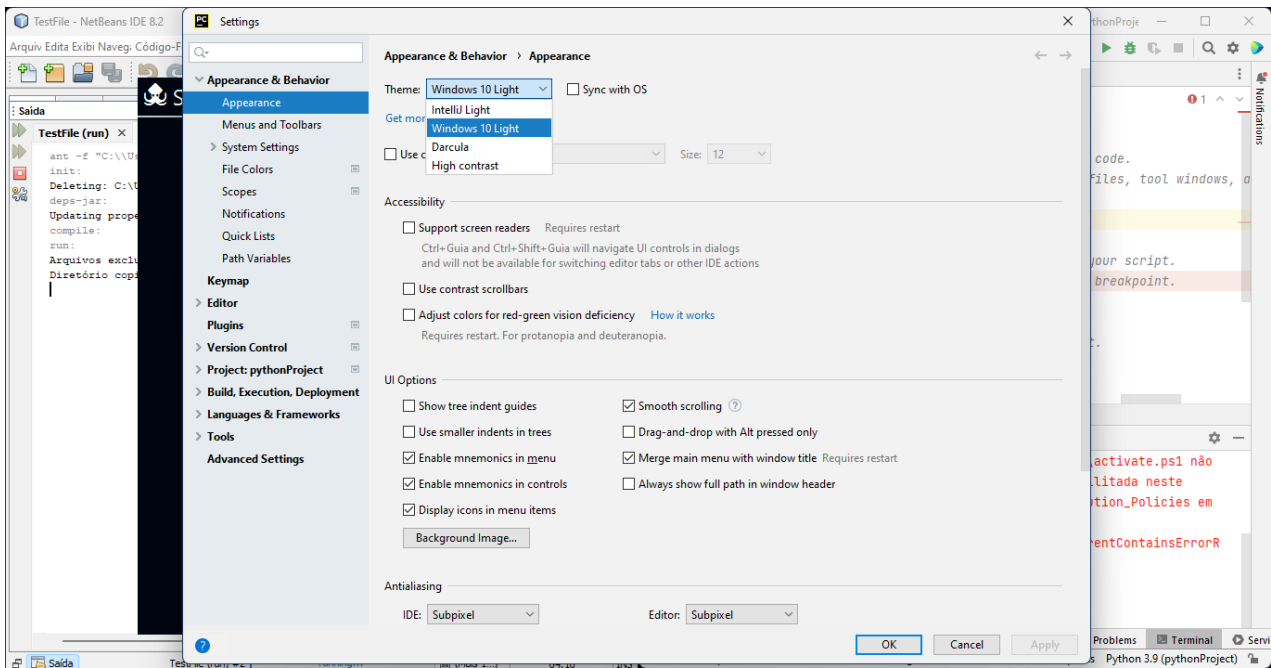 TestFile - NetBeans IDE 8.2
Arquiv Edita Exibi Naveg Código-F
Saída
TestFile (run) ×
ant -f "C:\\Us
init:
Deleting: C:\U
deps-jar:
Updating prope
compile:
run:
Arquivos exclu
Diretório copi
Saída
PC Settings
Appearance & Behavior
Appearance
Menus and Toolbars
System Settings
File Colors
Scopes
Notifications
Quick Lists
Path Variables
Keymap
Editor
Plugins
Version Control
Project: pythonProject
Build, Execution, Deployment
Languages & Frameworks
Tools
Advanced Settings
?
Appearance & Behavior › Appearance
Theme: Windows 10 Light Sync with OS
Get mor
IntelliJ Light
Windows 10 Light
Darcula
High contrast
Use c Size: 12
Accessibility
Support screen readers Requires restart
Ctrl+Guia and Ctrl+Shift+Guia will navigate UI controls in dialogs
and will not be available for switching editor tabs or other IDE actions
Use contrast scrollbars
Adjust colors for red-green vision deficiency How it works
Requires restart. For protanopia and deuteranopia.
UI Options
Show tree indent guides Smooth scrolling ?
Use smaller indents in trees Drag-and-drop with Alt pressed only
Enable mnemonics in menu Merge main menu with window title Requires restart
Enable mnemonics in controls Always show full path in window header
Display icons in menu items
Background Image...
Antialiasing
IDE: Subpixel Editor: Subpixel
OK Cancel Apply
thonProje
1
Notifications
code.
files, tool windows, a
your script.
breakpoint.
t.
activate.ps1 não
litada neste
ution_Policies em
entContainsErrorR
Problems Terminal Servi
Python 3.9 (pythonProject)